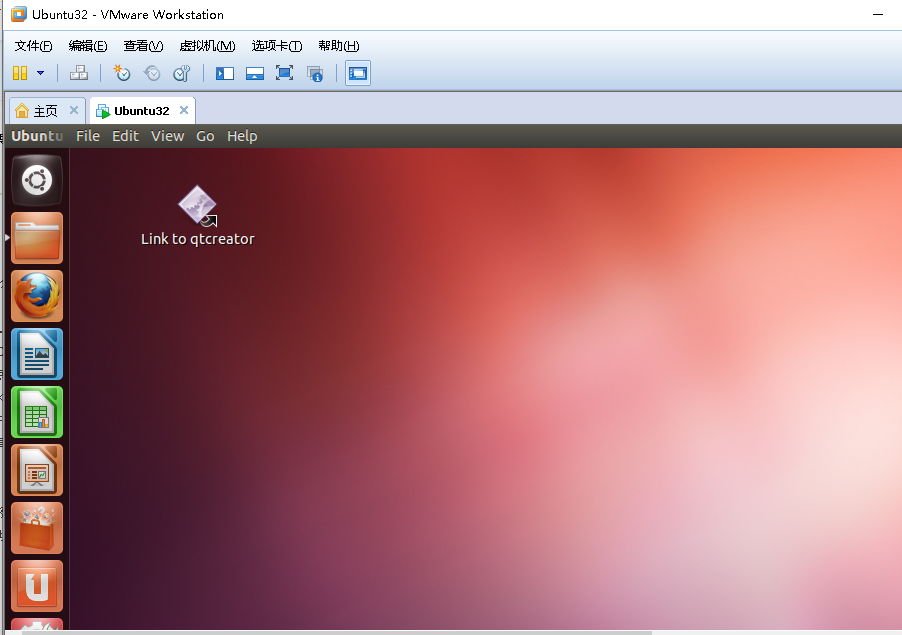 Ubuntu32 - VMware Workstation
文件(F) 编辑(E) 查看(V) 虚拟机(M) 选项卡(T) 帮助(H)
主页 Ubuntu32
Ubuntu File Edit View Go Help
Link to qtcreator